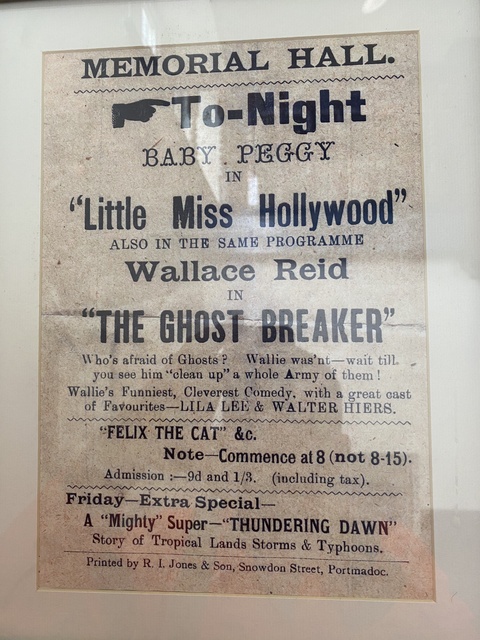 MEMORIAL HALL.
To-Night
BABY PEGGY
IN
"Little Miss Hollywood"
ALSO IN THE SAME PROGRAMME
Wallace Reid
IN
"THE GHOST BREAKER"
Who's afraid of Ghosts? Wallie was'nt—wait till
you see him "clean up" a whole Army of them!
Wallie's Funniest, Cleverest Comedy, with a great cast
of Favourites—LILA LEE & WALTER HIERS.
"FELIX THE CAT" &c.
Note—Commence at 8 (not 8-15).
Admission :—9d and 1/3. (including tax).
Friday—Extra Special—
A "Mighty" Super—"THUNDERING DAWN"
Story of Tropical Lands Storms & Typhoons.
Printed by R. I. Jones & Son, Snowdon Street, Portmadoc.